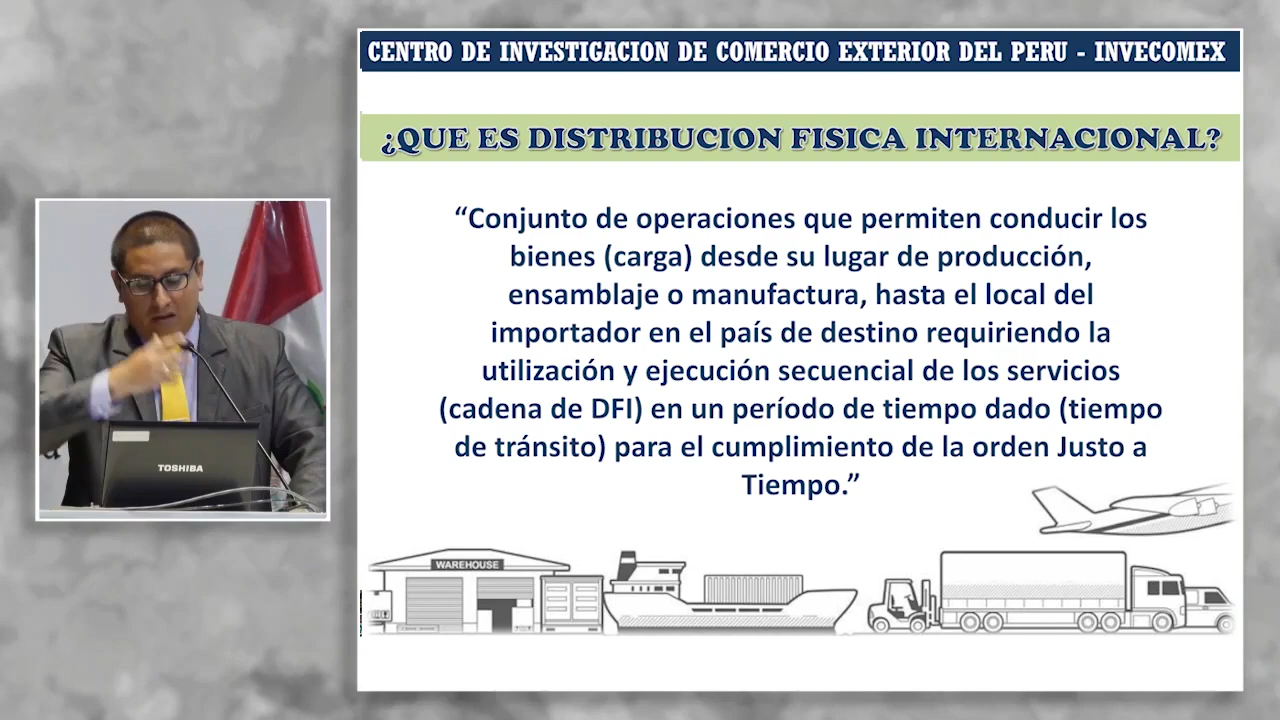 CENTRO DE INVESTIGACION DE COMERCIO EXTERIOR DEL PERU - INVECOMEX
¿QUE ES DISTRIBUCION FISICA INTERNACIONAL?
“Conjunto de operaciones que permiten conducir los
bienes (carga) desde su lugar de producción,
ensamblaje o manufactura, hasta el local del
importador en el país de destino requiriendo la
utilización y ejecución secuencial de los servicios
(cadena de DFI) en un período de tiempo dado (tiempo
de tránsito) para el cumplimiento de la orden Justo a
Tiempo.”
WAREHOUSE
TOSHIBA